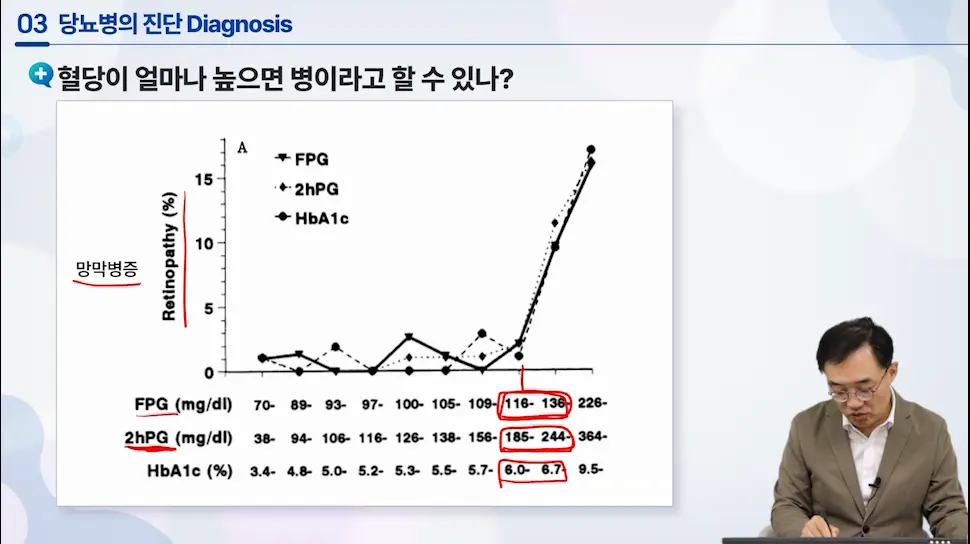 03 당뇨병의 진단 Diagnosis
혈당이 얼마나 높으면 병이라고 할 수 있나?
A
FPG
2hPG
HbA1c
15
10
5
0
Retinopathy (%)
망막병증
FPG (mg/dl) 70- 89- 93- 97- 100- 105- 109- 116- 136- 226-
2hPG (mg/dl) 38- 94- 106- 116- 126- 138- 156- 185- 244- 364-
HbA1c (%) 3.4- 4.8- 5.0- 5.2- 5.3- 5.5- 5.7- 6.0- 6.7- 9.5-